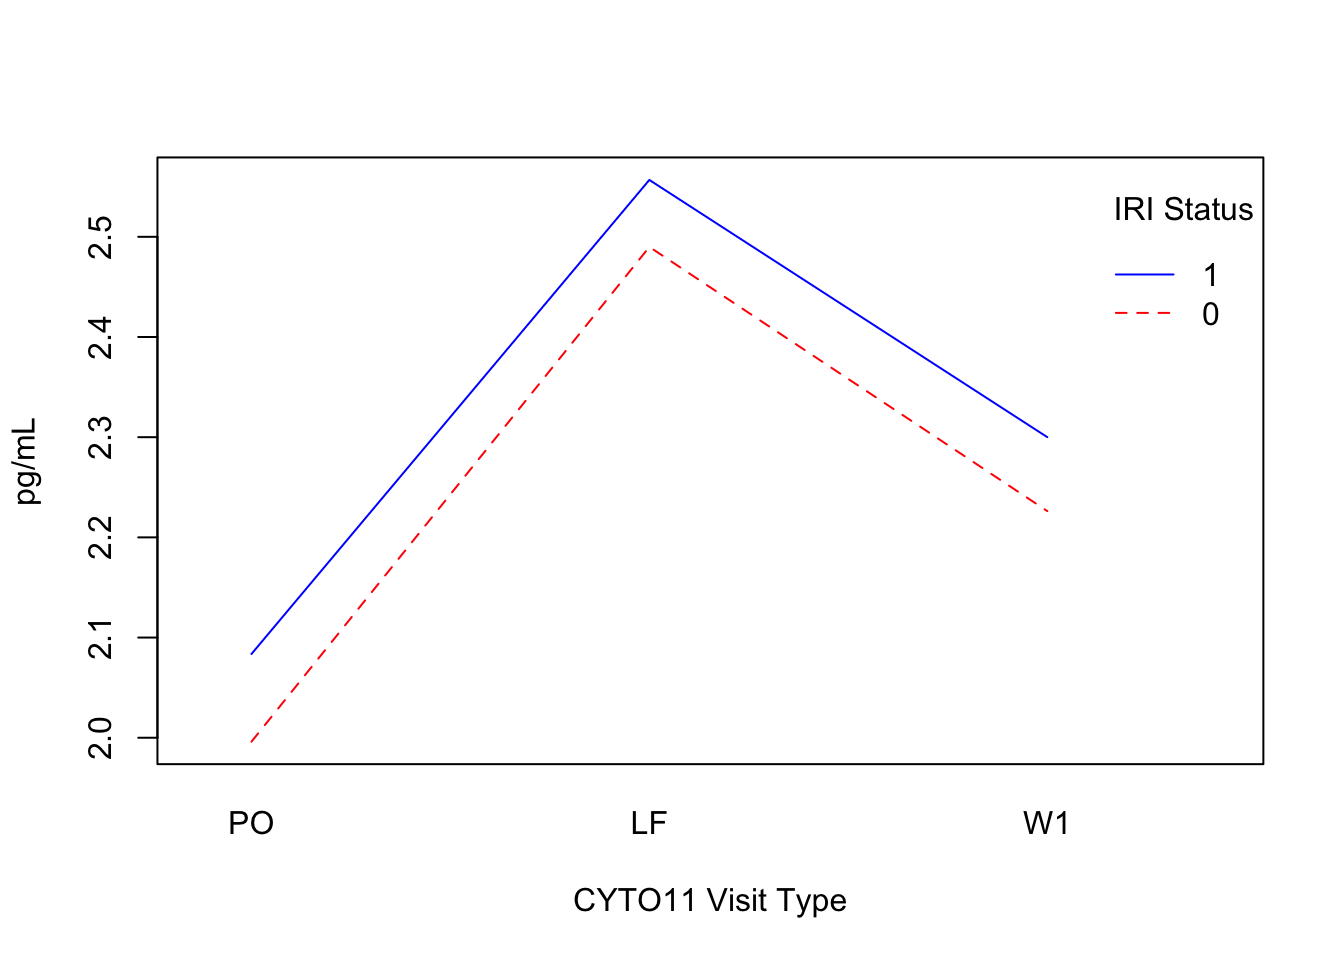 IRI Status
1
0
pg/mL
2.5
2.4
2.3
2.2
2.1
2.0
PO LF W1
CYTO11 Visit Type